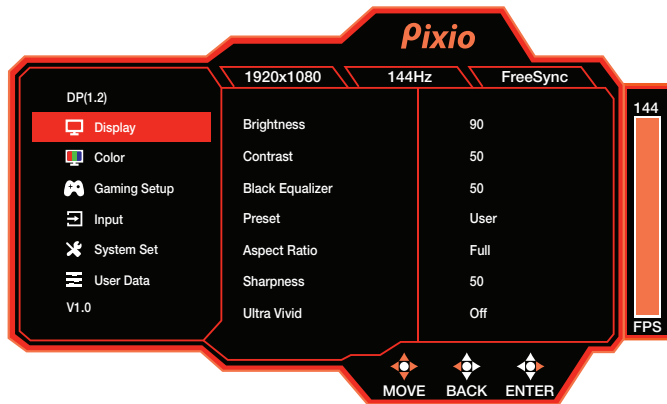 Pixio
1920x1080 144Hz FreeSync
DP(1.2)
Display
Color
Gaming Setup
Input
System Set
User Data
V1.0
Brightness 90
Contrast 50
Black Equalizer 50
Preset User
Aspect Ratio Full
Sharpness 50
Ultra Vivid Off
144
FPS
MOVE BACK ENTER